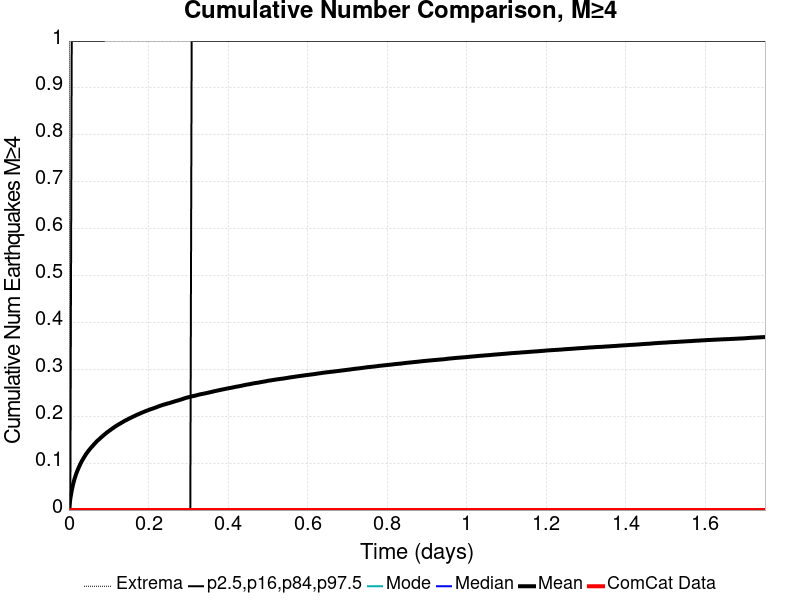 Cumulative Number Comparison, M≥4
Cumulative Num Earthquakes M≥4
1
0.9
0.8
0.7
0.6
0.5
0.4
0.3
0.2
0.1
0
0 0.2 0.4 0.6 0.8 1 1.2 1.4 1.6
Time (days)
Extrema p2.5,p16,p84,p97.5 Mode Median Mean ComCat Data